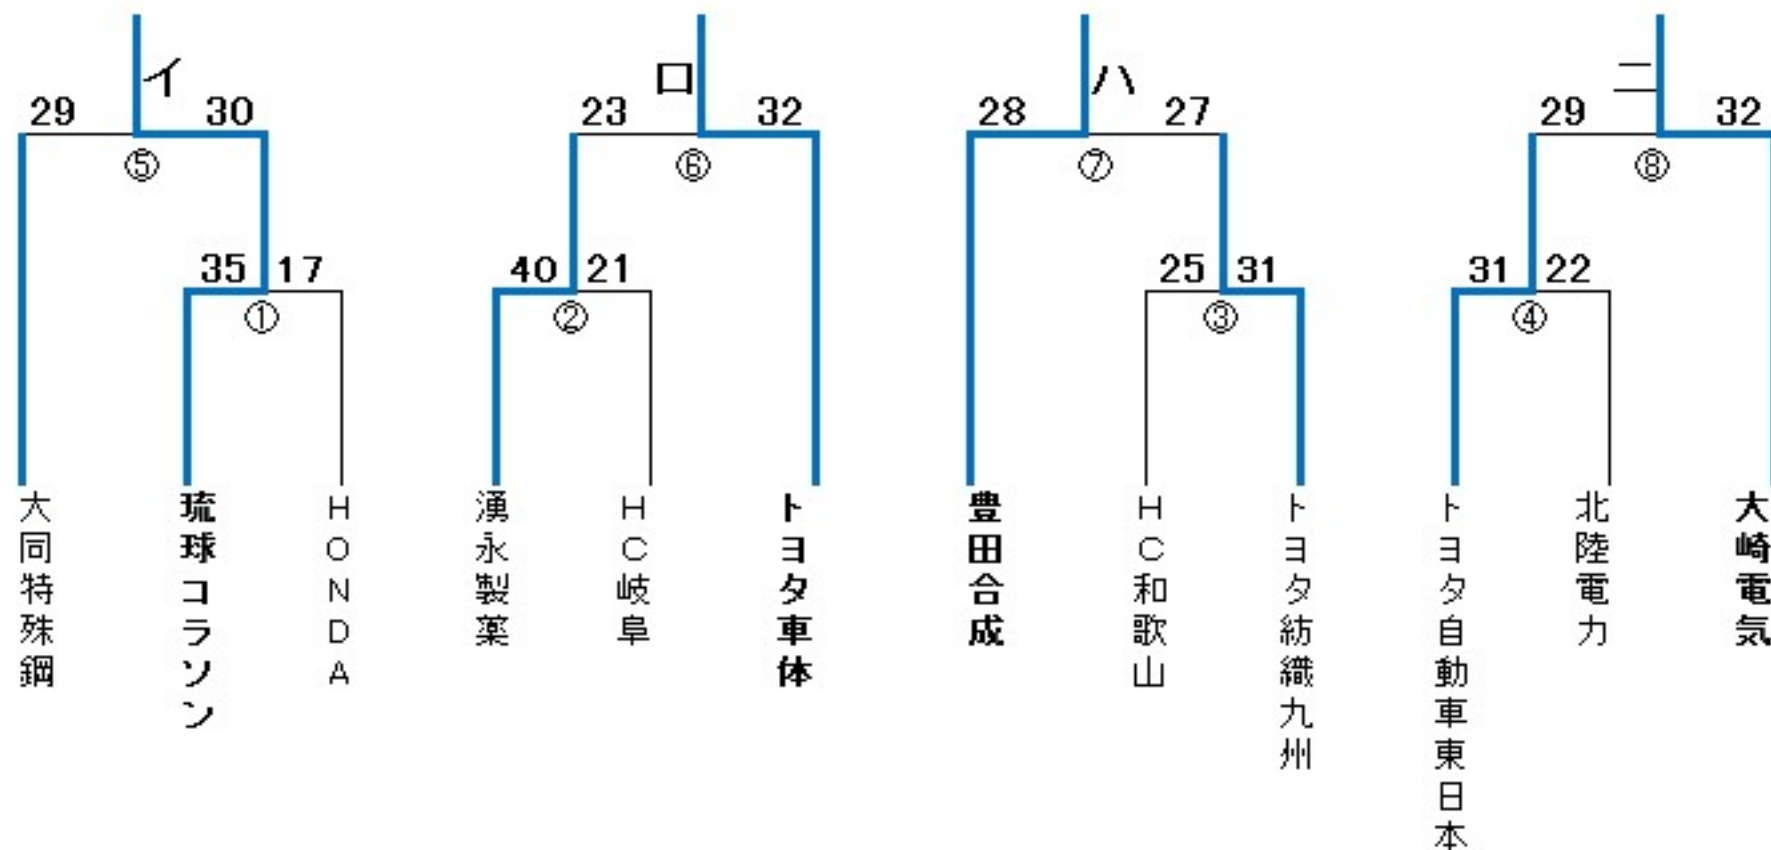 イ
ロ
ハ
ニ
29 30
23 32
28 27
29 32
⑤
⑥
⑦
⑧
35 17
40 21
25 31
31 22
①
②
③
④
大同特殊鋼
琉球コラソン
HONDA
湧永製薬
HC岐阜
トヨタ車体
豊田合成
HC和歌山
トヨタ紡織九州
トヨタ自動車東日本
北陸電力
大崎電気